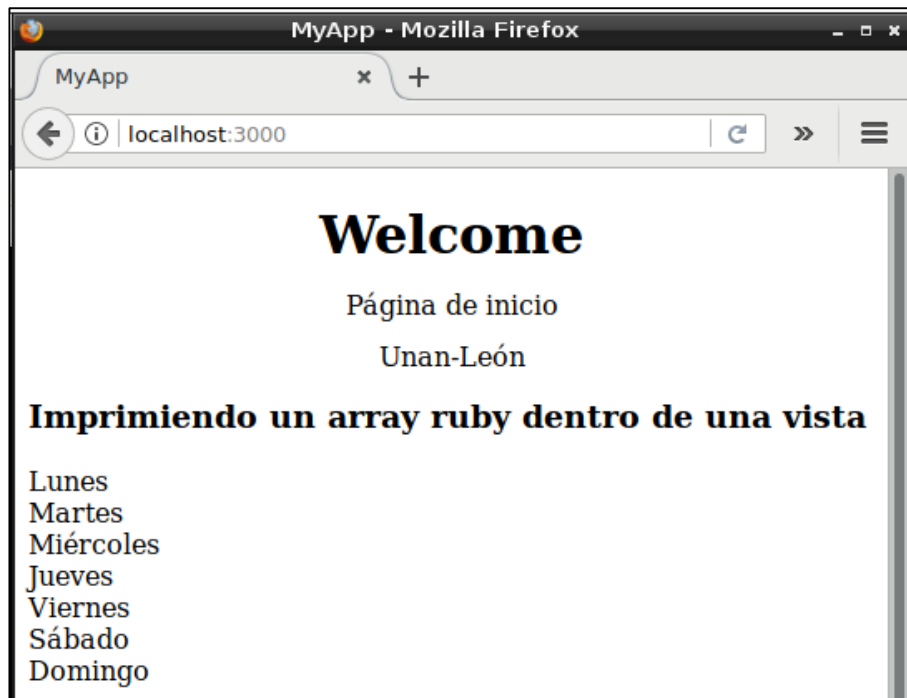 MyApp - Mozilla Firefox
MyApp
localhost:3000
Welcome
Página de inicio
Unan-León
Imprimiendo un array ruby dentro de una vista
Lunes
Martes
Miércoles
Jueves
Viernes
Sábado
Domingo